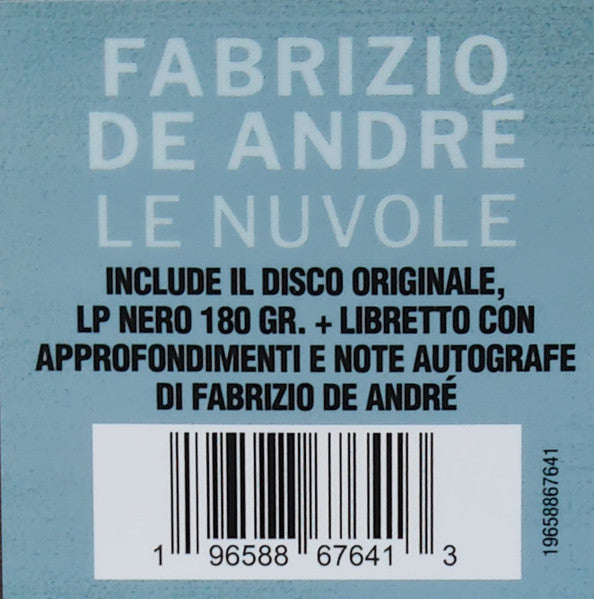 FABRIZIO
DE ANDRÉ
LE NUVOLE
INCLUDE IL DISCO ORIGINALE,
LP NERO 180 GR. + LIBRETTO CON
APPROFONDIMENTI E NOTE AUTOGRAFE
DI FABRIZIO DE ANDRÉ
1 96588 67641 3
19658867641